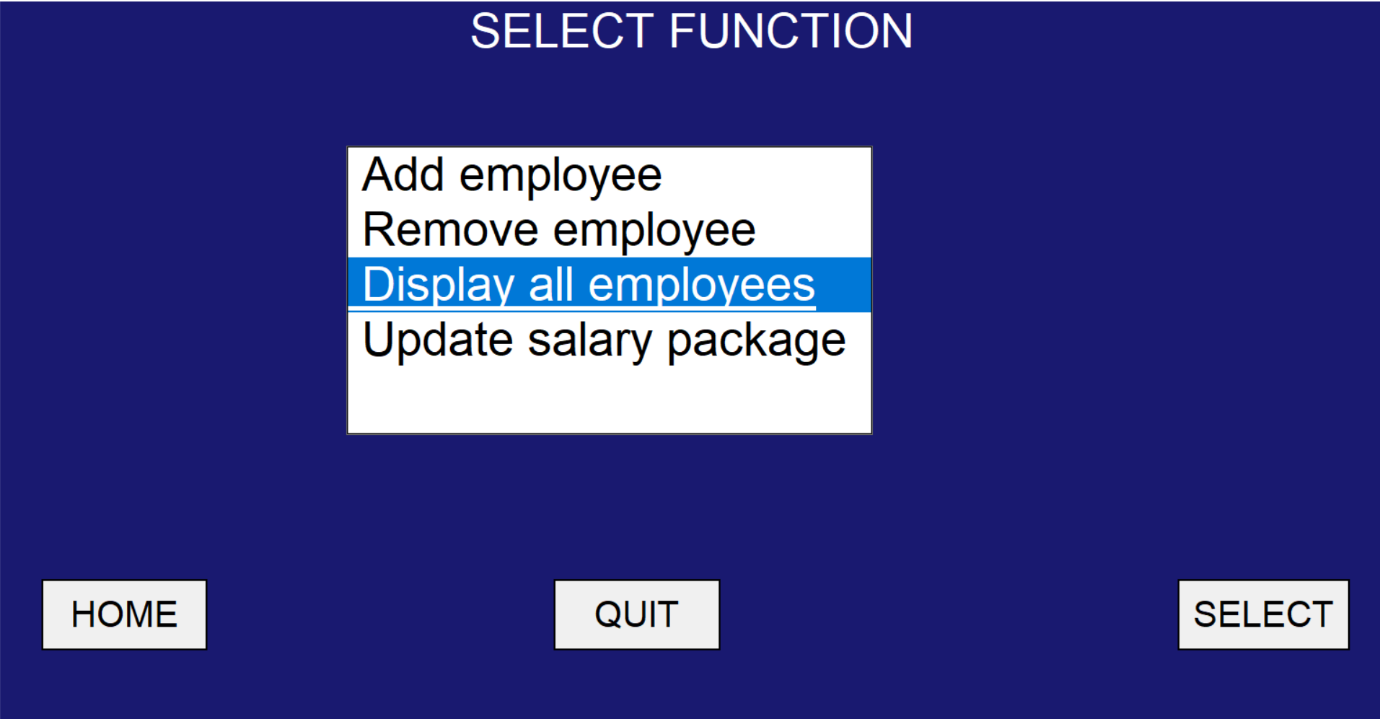 SELECT FUNCTION
Add employee
Remove employee
Display all employees
Update salary package
HOME
QUIT
SELECT